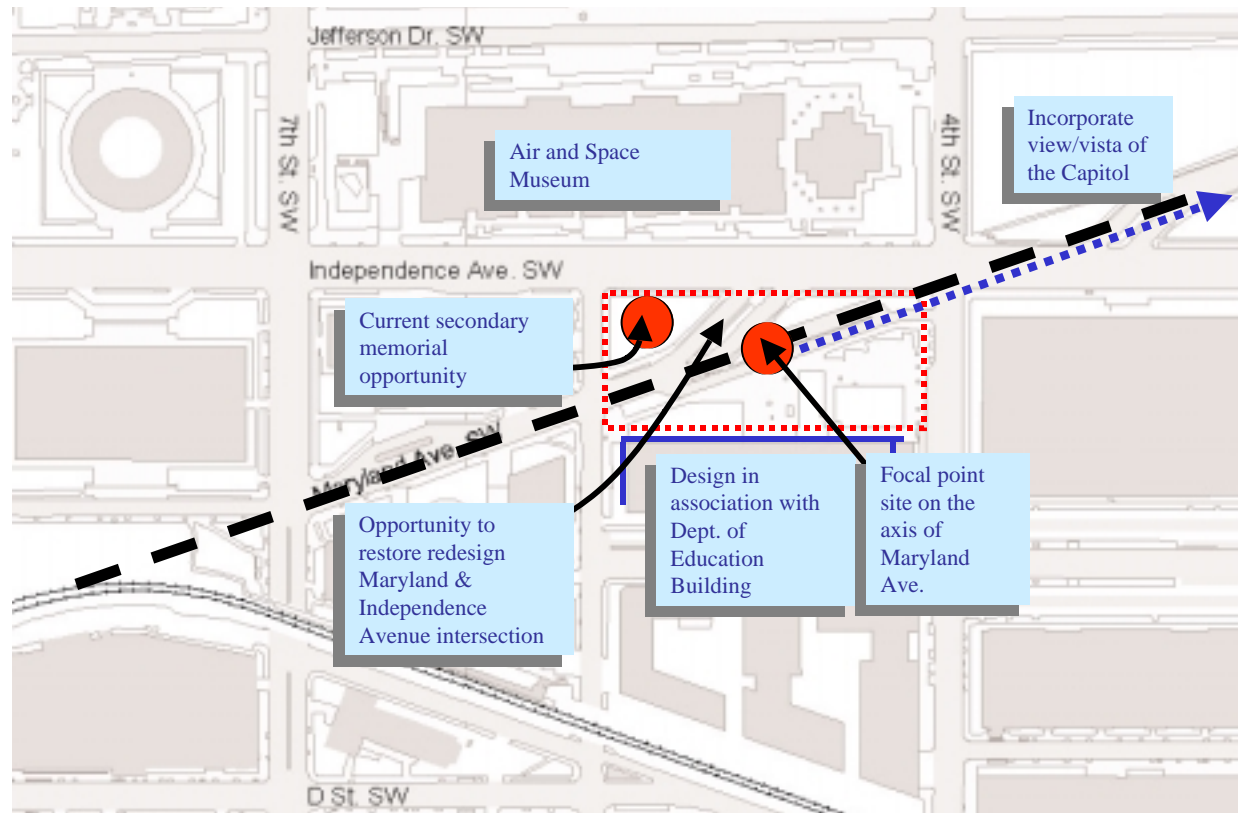 Jefferson Dr. SW
7th St. SW
Air and Space
Museum
4th St. SW
Incorporate
view/vista of
the Capitol
Independence Ave. SW
Current secondary
memorial
opportunity
Maryland Ave. SW
Opportunity to
restore redesign
Maryland &
Independence
Avenue intersection
Design in
association with
Dept. of
Education
Building
Focal point
site on the
axis of
Maryland
Ave.
D St. SW